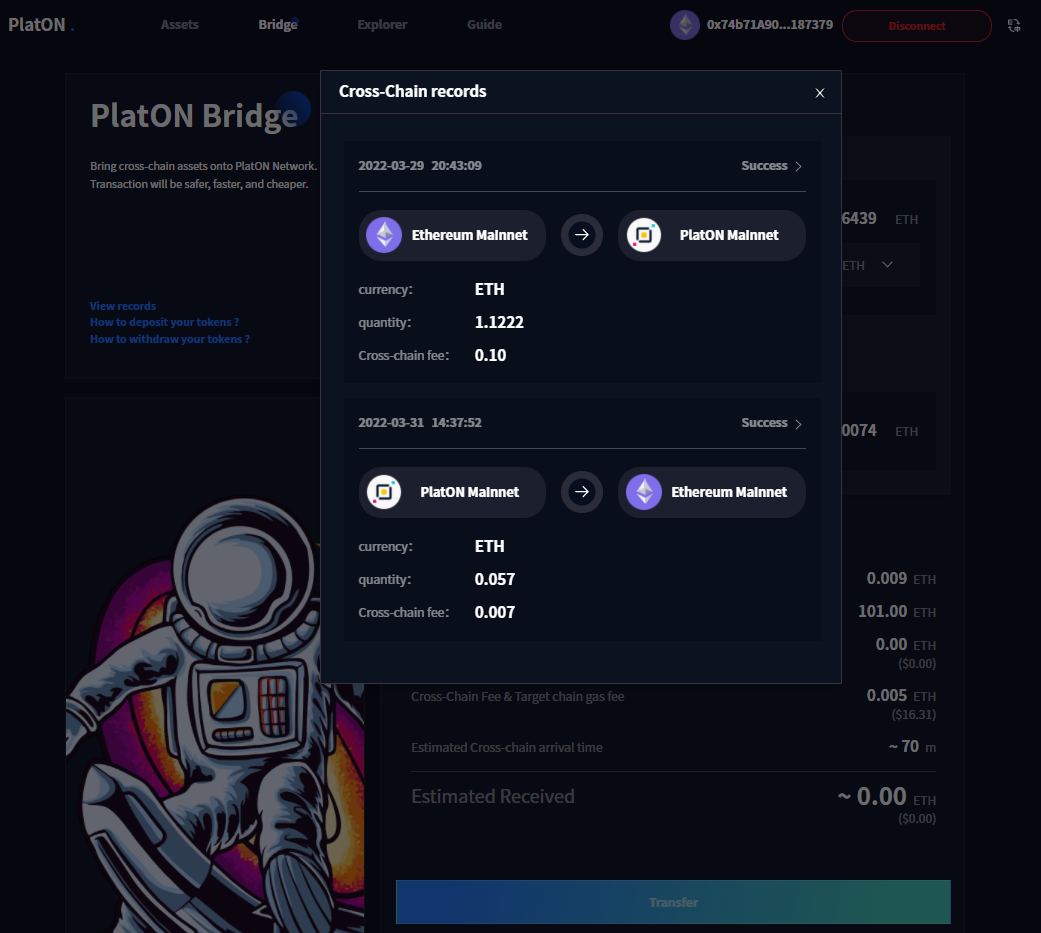 PlatON .
Assets
Bridge
Explorer
Guide
0x74b71A90...187379
Disconnect
PlatON Bridge
Bring cross-chain assets onto PlatON Network.
Transaction will be safer, faster, and cheaper.
View records
How to deposit your tokens ?
How to withdraw your tokens ?
Cross-Chain records
2022-03-29 20:43:09
Success
Ethereum Mainnet
PlatON Mainnet
currency:
ETH
quantity:
1.1222
Cross-chain fee:
0.10
2022-03-31 14:37:52
Success
PlatON Mainnet
Ethereum Mainnet
currency:
ETH
quantity:
0.057
Cross-chain fee:
0.007
6439 ETH
ETH
0074 ETH
0.009 ETH
101.00 ETH
0.00 ETH
($0.00)
Cross-Chain Fee & Target chain gas fee
0.005 ETH
($16.31)
Estimated Cross-chain arrival time
~ 70 m
Estimated Received
~ 0.00 ETH
($0.00)
Transfer